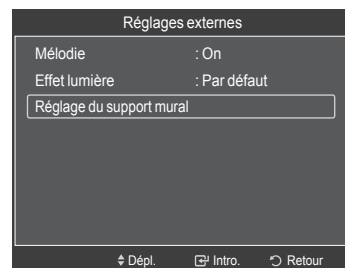 Réglages externes
Mélodie : On
Effet lumière : Par défaut
Réglage du support mural
Dépl. Intro. Retour